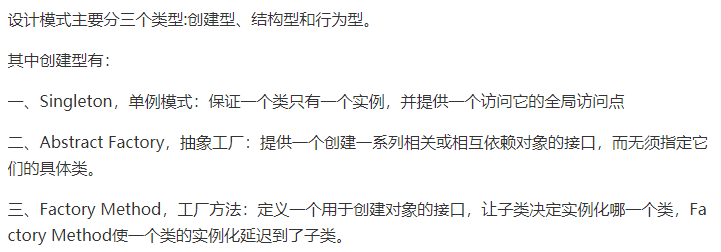 设计模式主要分三个类型:创建型、结构型和行为型。
其中创建型有：
一、Singleton，单例模式：保证一个类只有一个实例，并提供一个访问它的全局访问点
二、Abstract Factory，抽象工厂：提供一个创建一系列相关或相互依赖对象的接口，而无须指定它
们的具体类。
三、Factory Method，工厂方法：定义一个用于创建对象的接口，让子类决定实例化哪一个类，Fa
ctory Method使一个类的实例化延迟到了子类。